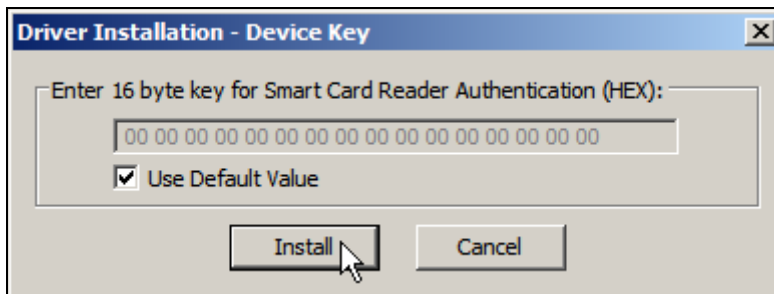 Driver Installation - Device Key
Enter 16 byte key for Smart Card Reader Authentication (HEX):
00 00 00 00 00 00 00 00 00 00 00 00 00 00 00 00
Use Default Value
Install
Cancel